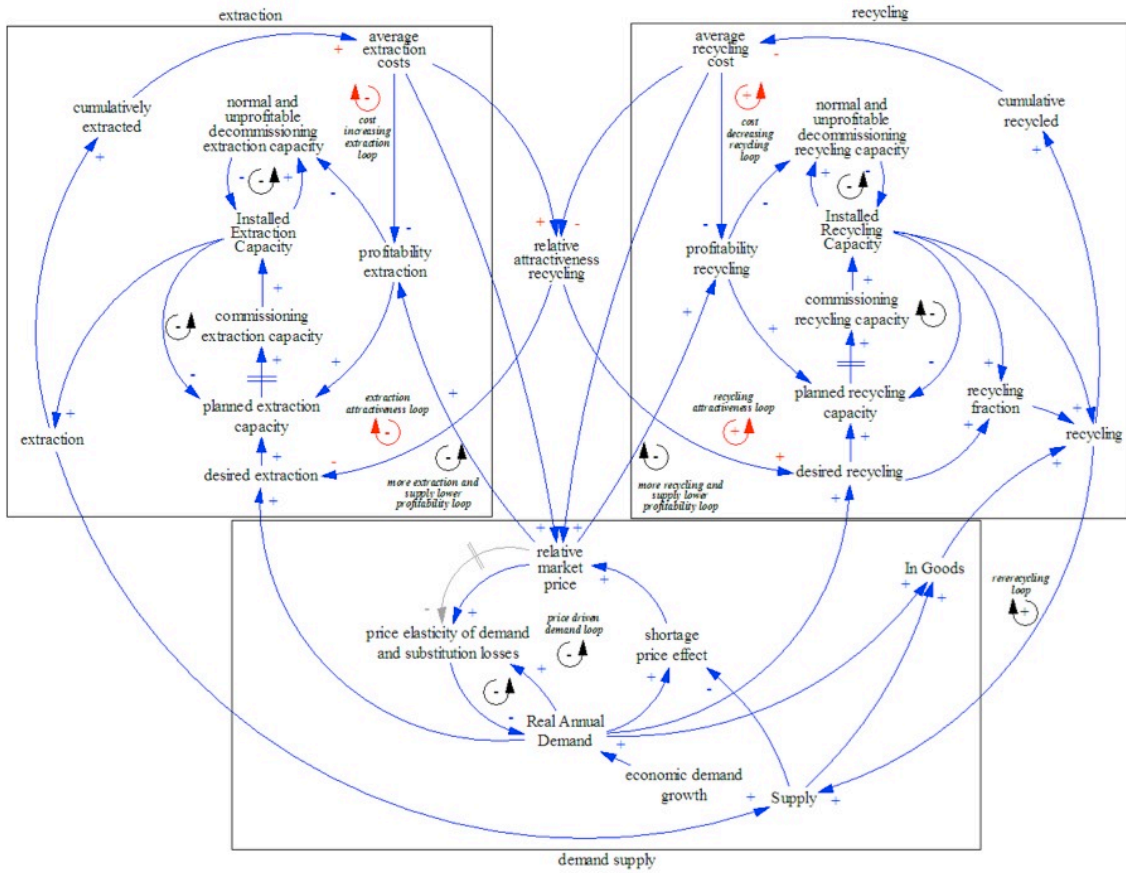 extraction
recycling
average
extraction
costs
average
recycling
cost
+
-
cumulatively
extracted
normal and
unprofitable
decommissioning
extraction capacity
-
cost
increasing
extraction
loop
+
cost
decreasing
recycling
loop
normal and
unprofitable
decommissioning
recycling capacity
cumulative
recycled
+
+
-
-
+
-
-
+
-
-
Installed
Extraction
Capacity
-
profitability
extraction
+
-
relative
attractiveness
recycling
-
profitability
recycling
Installed
Recycling
Capacity
+
+
commissioning
extraction capacity
commissioning
recycling capacity
-
-
+
+
-
+
+
+
-
planned extraction
capacity
extraction
attractiveness loop
-
recycling
attractiveness loop
+
planned recycling
capacity
recycling
fraction
+
+
+
extraction
recycling
+
+
desired extraction
-
-
more extraction and
supply lower
profitability loop
-
more recycling and
supply lower
profitability loop
+
desired recycling
+
+
+
+
+
+
relative
market
price
+
In Goods
+
+
rererecycling
loop
+
-
+
price elasticity of demand
and substitution losses
price driven
demand loop
-
shortage
price effect
-
+
+
-
-
Real Annual
Demand
+
economic demand
growth
+
Supply
+
demand supply